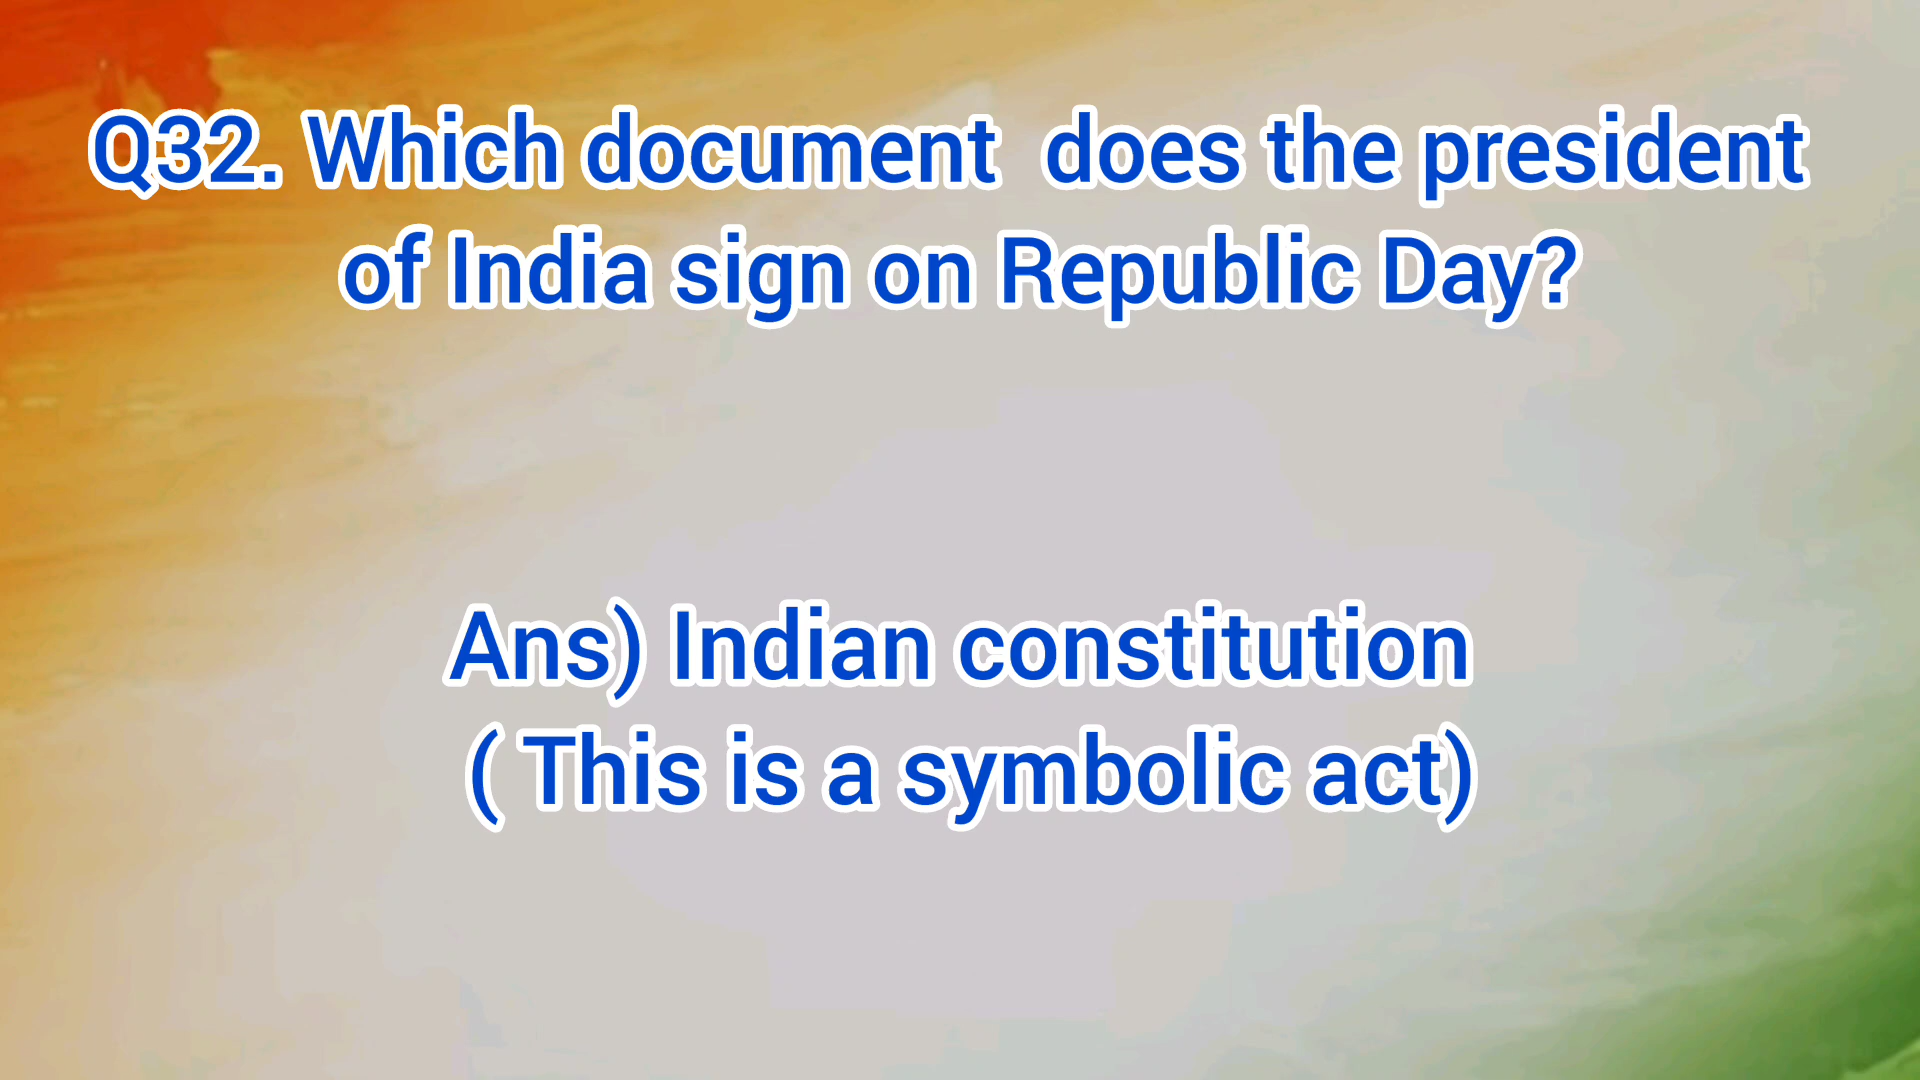 Q32. Which document  does the president
of India sign on Republic Day?
Ans) Indian constitution
( This is a symbolic act)